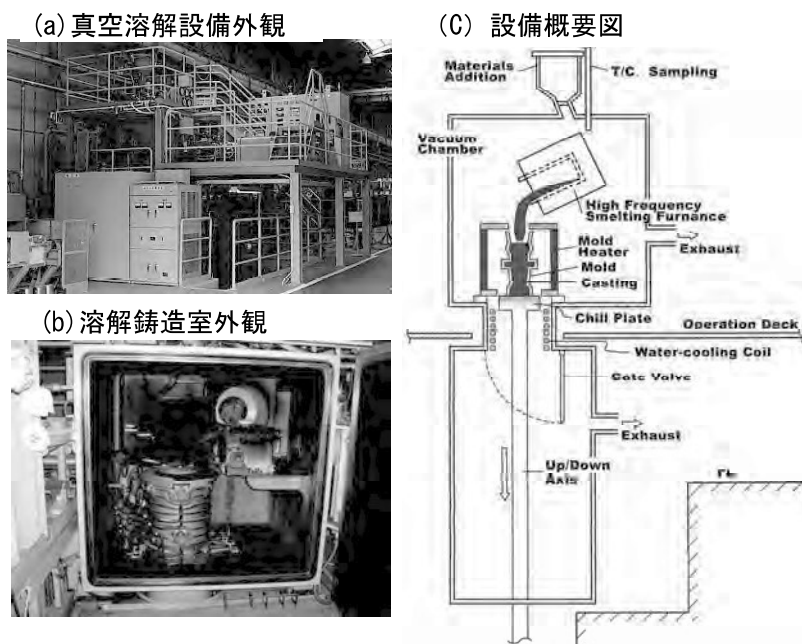 (a)真空溶解設備外観
(b)溶解鋳造室外観
(C) 設備概要図
Materials
Addition
T/C. Sampling
Vacuum
Chamber
High Frequency
Smelting Furnance
Exhaust
Mold
Heater
Mold
Casting
Chill Plate
Operation Deck
Water-cooling Coil
Gate Valve
Exhaust
Up/Down
Axis